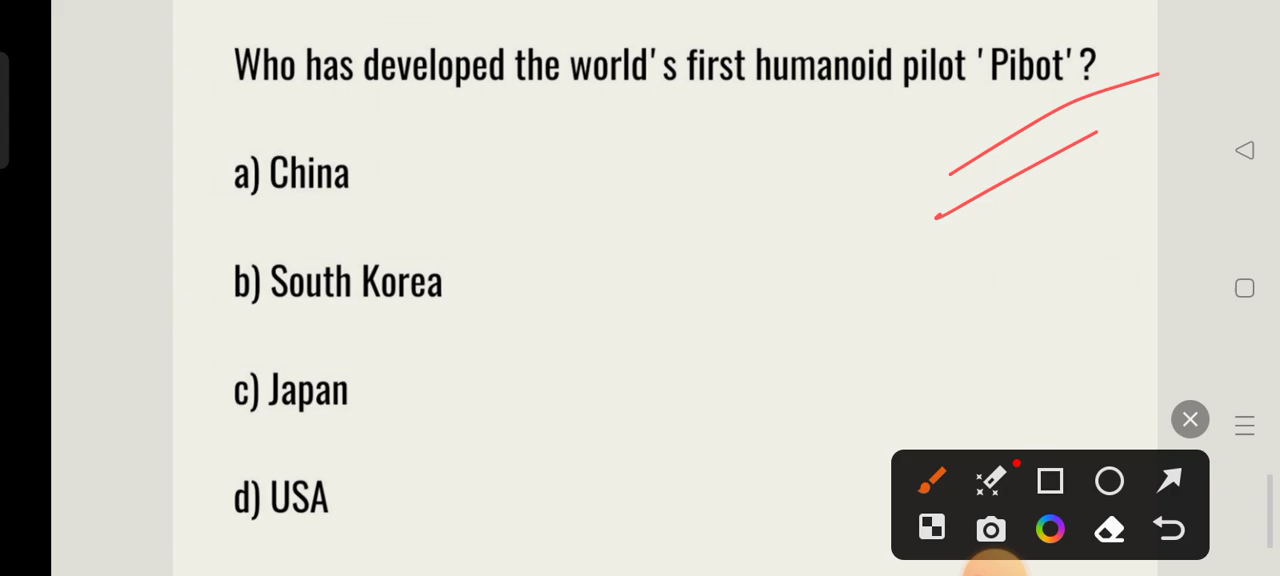 Who has developed the world's first humanoid pilot 'Pibot'?
a) China
b) South Korea
c) Japan
d) USA